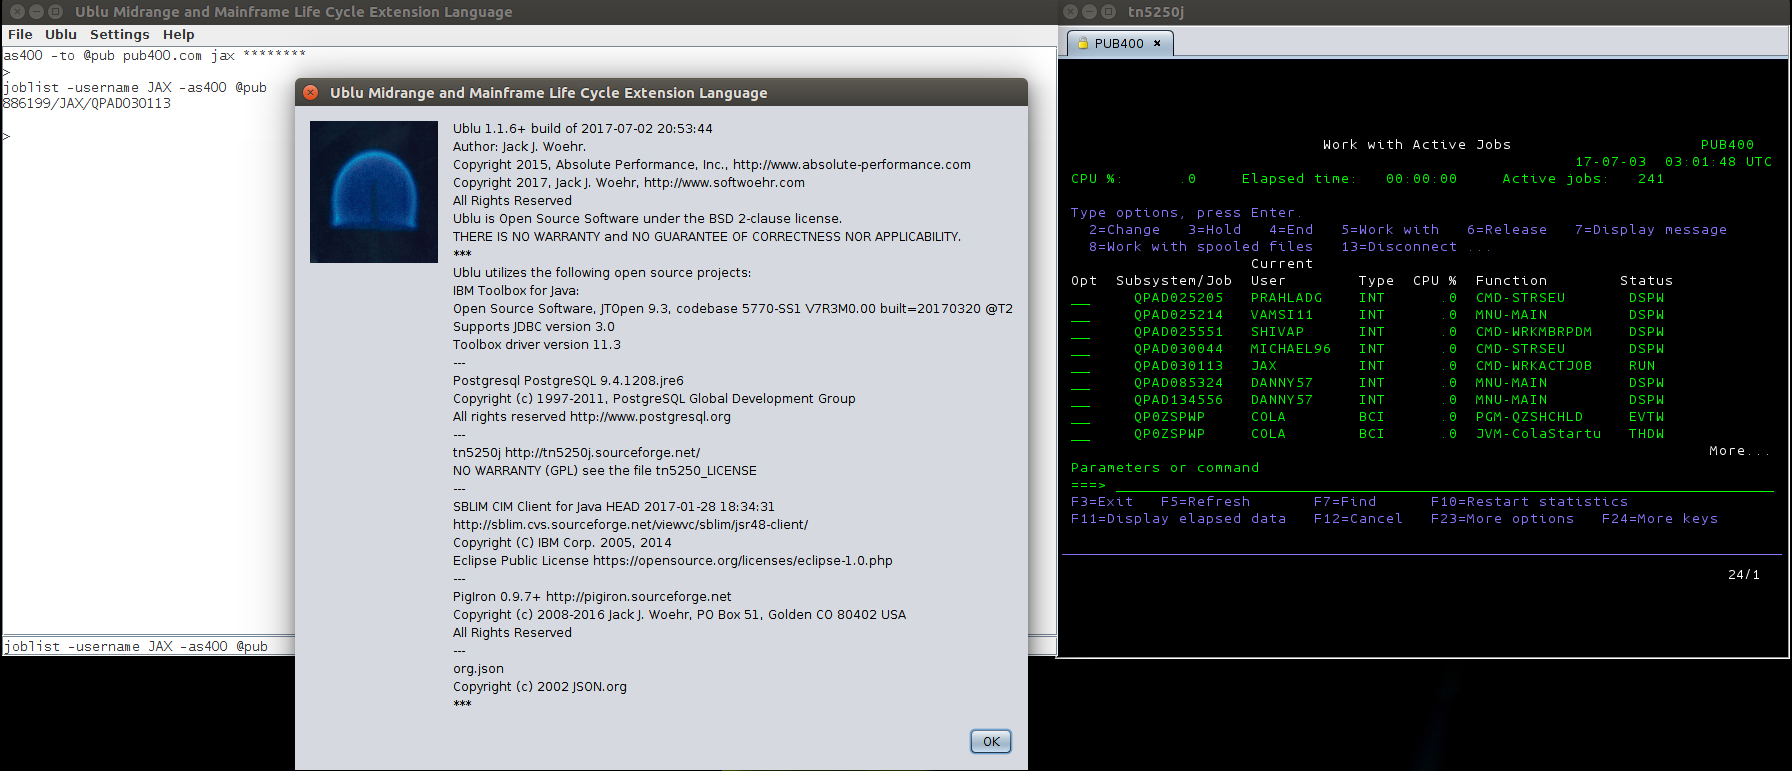 Ublu Midrange and Mainframe Life Cycle Extension Language
File Ublu Settings Help
as400 -to @pub pub400.com jax ********
>
joblist -username JAX -as400 @pub
886199/JAX/QPAD030113
>
joblist -username JAX -as400 @pub
Ublu Midrange and Mainframe Life Cycle Extension Language
Ublu 1.1.6+ build of 2017-07-02 20:53:44
Author: Jack J. Woehr.
Copyright 2015, Absolute Performance, Inc., http://www.absolute-performance.com
Copyright 2017, Jack J. Woehr, http://www.softwoehr.com
All Rights Reserved
Ublu is Open Source Software under the BSD 2-clause license.
THERE IS NO WARRANTY and NO GUARANTEE OF CORRECTNESS NOR APPLICABILITY.
***
Ublu utilizes the following open source projects:
IBM Toolbox for Java:
Open Source Software, JTOpen 9.3, codebase 5770-SS1 V7R3M0.00 built=20170320 @T2
Supports JDBC version 3.0
Toolbox driver version 11.3
---
Postgresql PostgreSQL 9.4.1208.jre6
Copyright (c) 1997-2011, PostgreSQL Global Development Group
All rights reserved http://www.postgresql.org
---
tn5250j http://tn5250j.sourceforge.net/
NO WARRANTY (GPL) see the file tn5250_LICENSE
---
SBLIM CIM Client for Java HEAD 2017-01-28 18:34:31
http://sblim.cvs.sourceforge.net/viewvc/sblim/jsr48-client/
Copyright (C) IBM Corp. 2005, 2014
Eclipse Public License https://opensource.org/licenses/eclipse-1.0.php
---
PigIron 0.9.7+ http://pigiron.sourceforge.net
Copyright (c) 2008-2016 Jack J. Woehr, PO Box 51, Golden CO 80402 USA
All Rights Reserved
---
org.json
Copyright (c) 2002 JSON.org
***
OK
tn5250j
PUB400
Work with Active Jobs PUB400
17-07-03 03:01:48 UTC
CPU %: .0 Elapsed time: 00:00:00 Active jobs: 241
Type options, press Enter.
2=Change 3=Hold 4=End 5=Work with 6=Release 7=Display message
8=Work with spooled files 13=Disconnect ...
Current
Opt Subsystem/Job User Type CPU % Function Status
___ QPAD025205 PRAHLADG INT .0 CMD-STRSEU DSPW
___ QPAD025214 VAMSI11 INT .0 MNU-MAIN DSPW
___ QPAD025551 SHIVAP INT .0 CMD-WRKMBRPDM DSPW
___ QPAD030044 MICHAEL96 INT .0 CMD-STRSEU DSPW
___ QPAD030113 JAX INT .0 CMD-WRKACTJOB RUN
___ QPAD085324 DANNY57 INT .0 MNU-MAIN DSPW
___ QPAD134556 DANNY57 INT .0 MNU-MAIN DSPW
___ QP0ZSPWP COLA BCI .0 PGM-QZSHCHLD EVTW
___ QP0ZSPWP COLA BCI .0 JVM-ColaStartu THDW
More...
Parameters or command
===>
F3=Exit F5=Refresh F7=Find F10=Restart statistics
F11=Display elapsed data F12=Cancel F23=More options F24=More keys
24/1